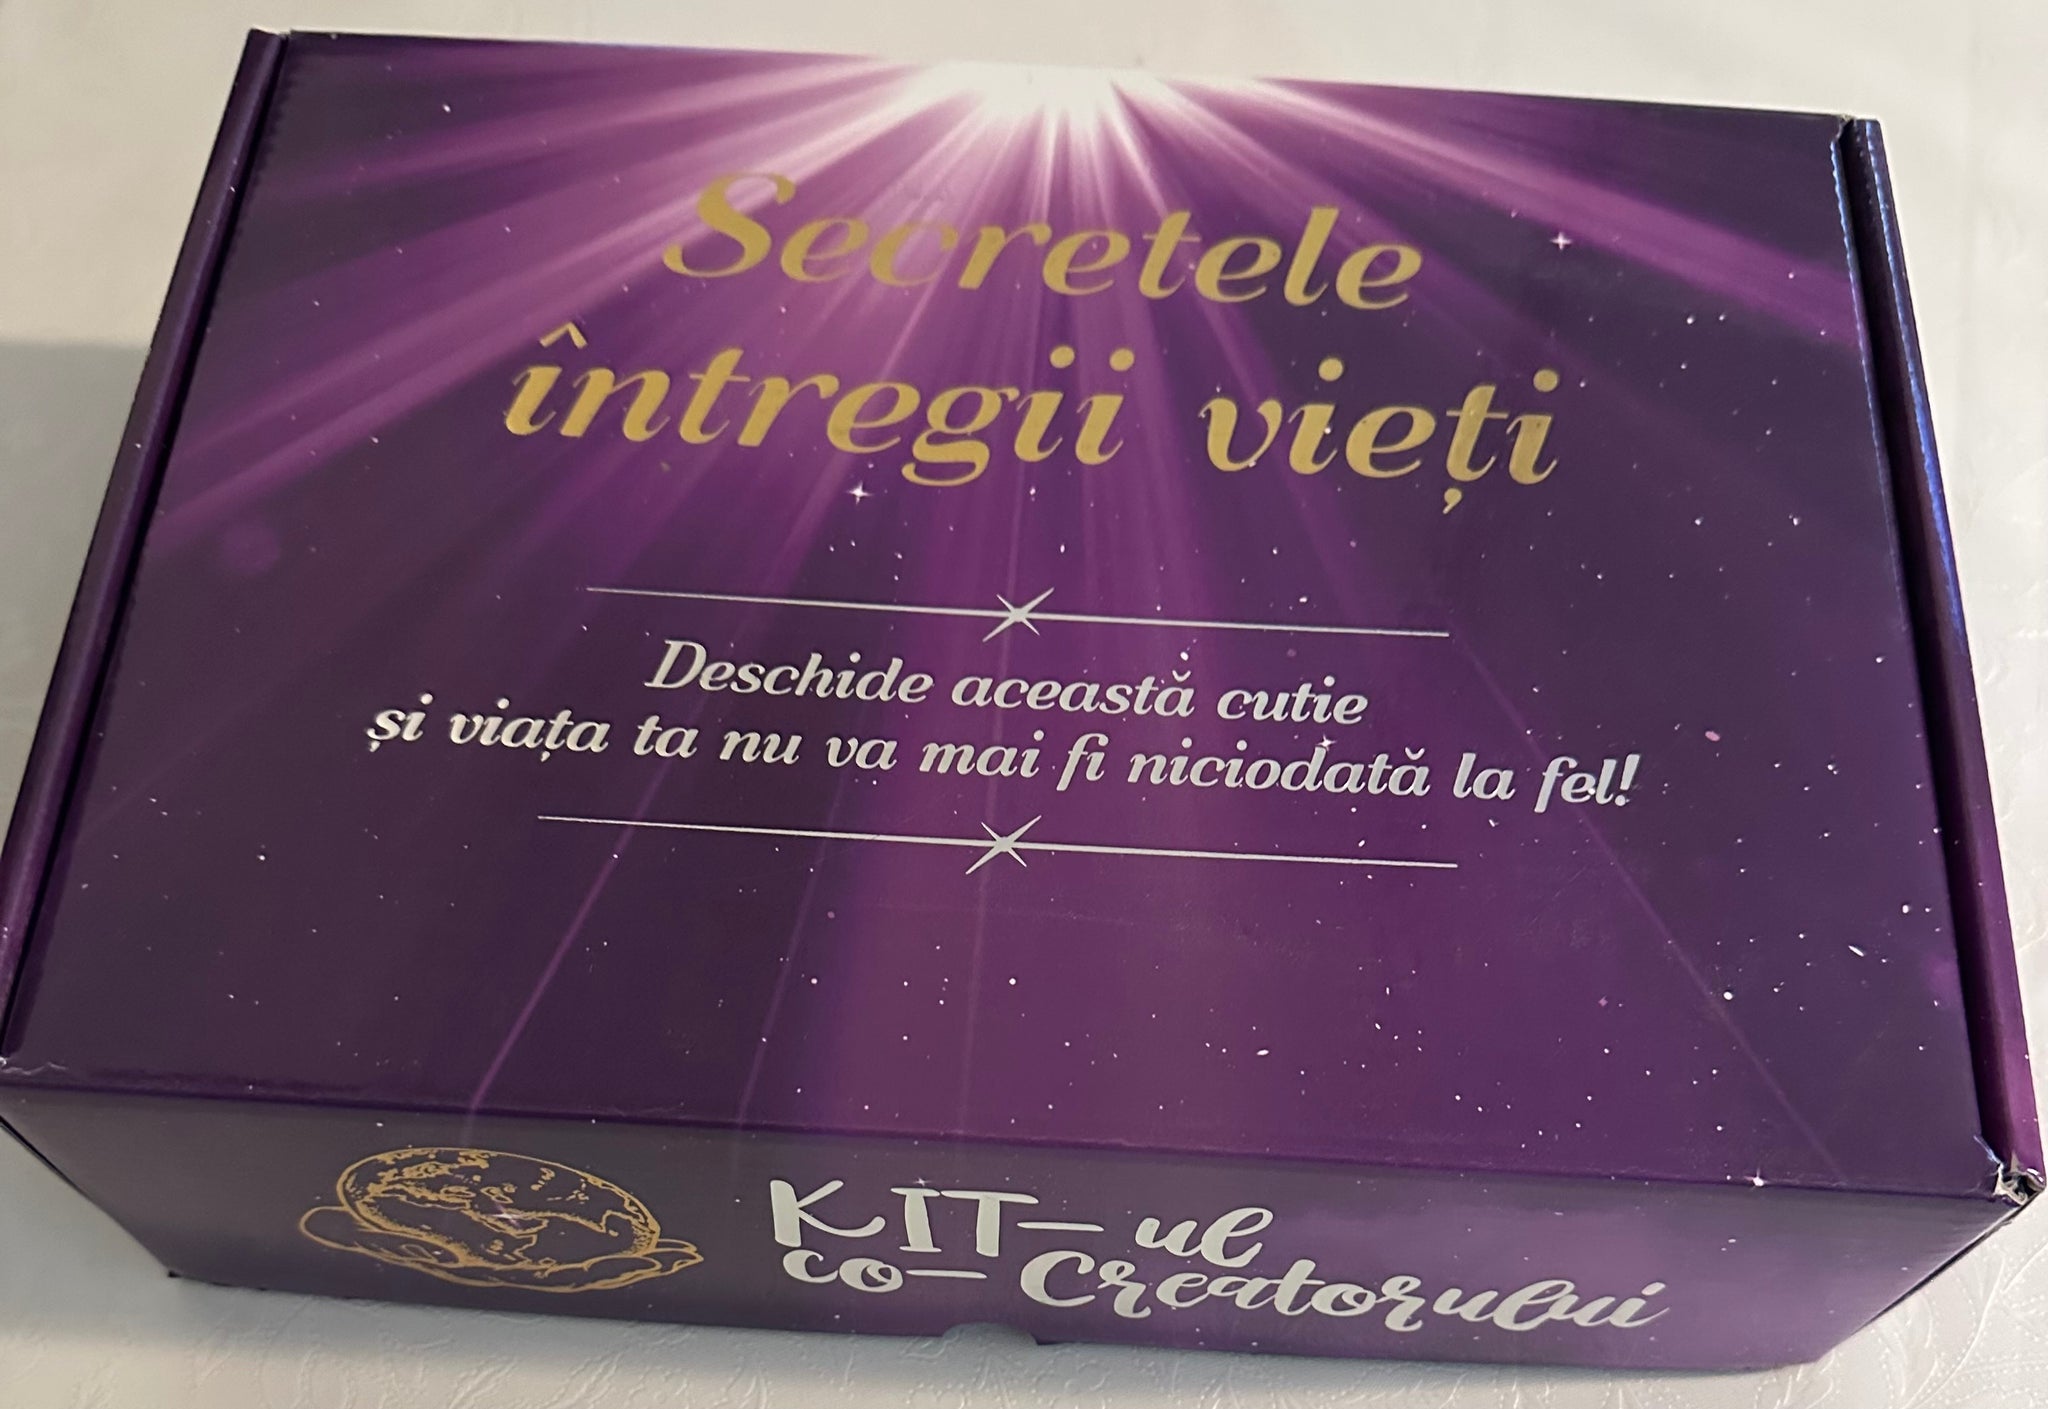 Secretele
întregii vieți
Deschide această cutie
și viața ta nu va mai fi niciodată la fel!
KIT-ul
co-Creatorului